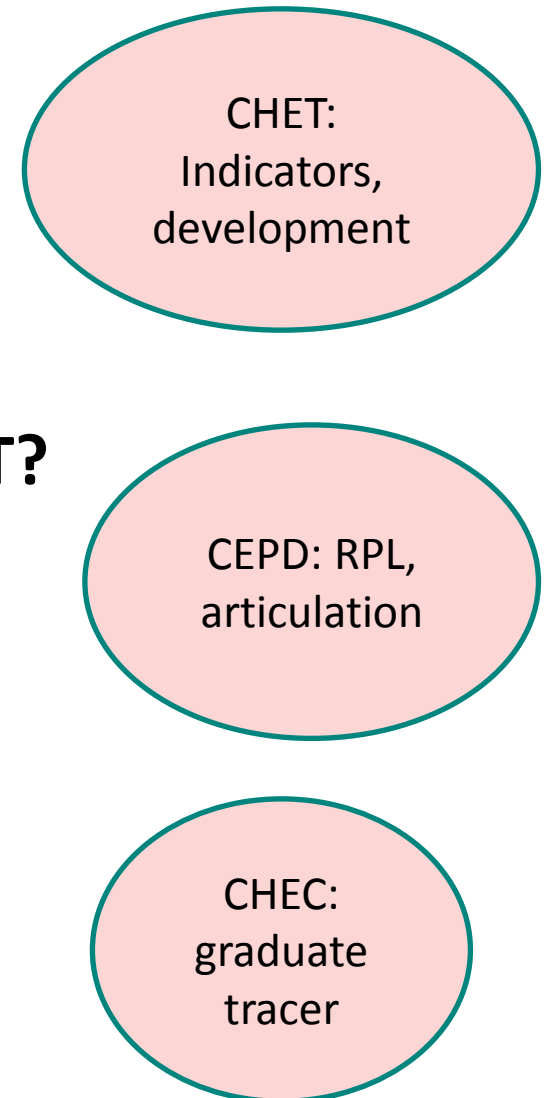 CHET:
Indicators,
development
T?
CEPD: RPL,
articulation
CHEC:
graduate
tracer